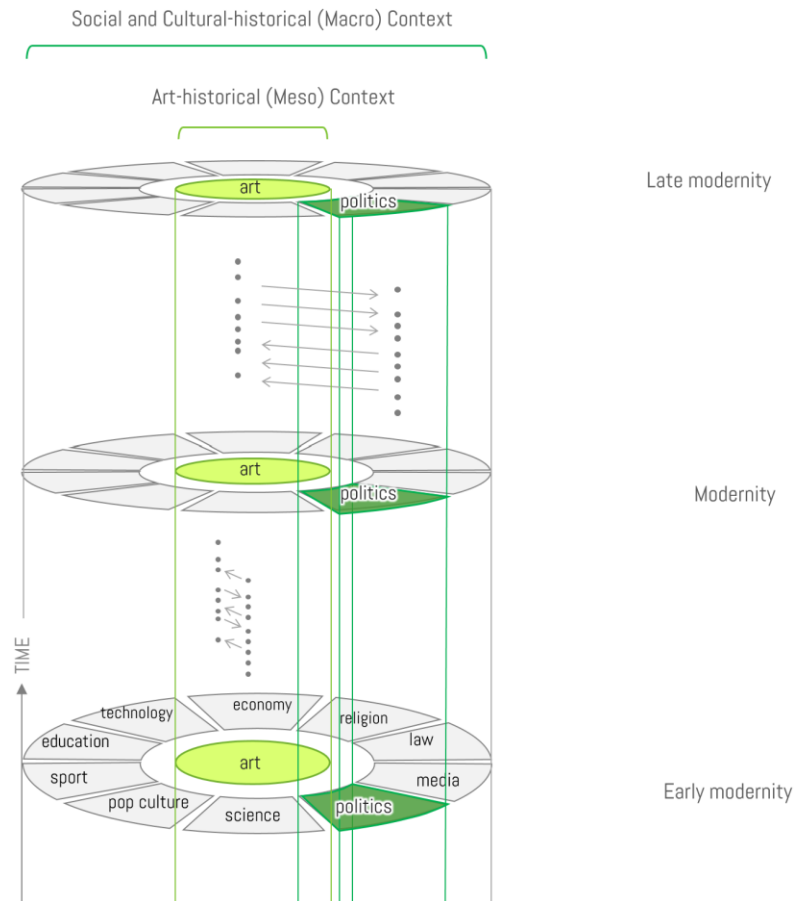 Social and Cultural-historical (Macro) Context
Art-historical (Meso) Context
art
politics
Late modernity
art
politics
Modernity
TIME
economy
technology
religion
education
law
art
sport
media
pop culture
politics
science
Early modernity